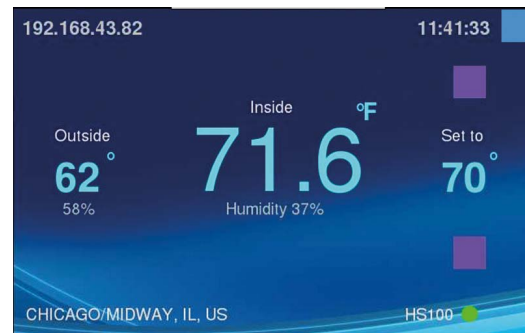 192.168.43.82
11:41:33
Inside
°F
Outside
Set to
71.6
62°
70°
58%
Humidity 37%
CHICAGO/MIDWAY, IL, US
HS100